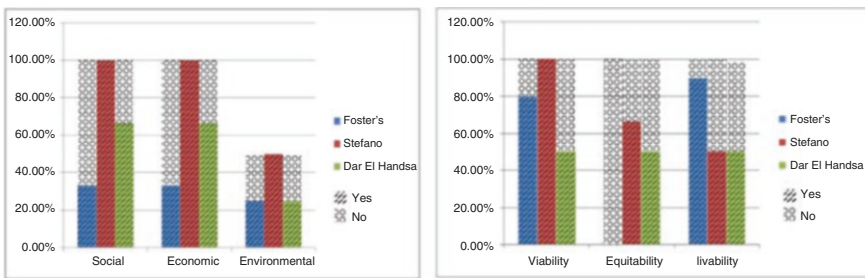 120.00%
100.00%
80.00%
60.00%
40.00%
20.00%
0.00%
Social Economic Environmental
Foster's
Stefano
Dar El Handsa
Yes
No
120.00%
100.00%
80.00%
60.00%
40.00%
20.00%
0.00%
Viability Equitability livability
Foster's
Stefano
Dar El Handsa
Yes
No